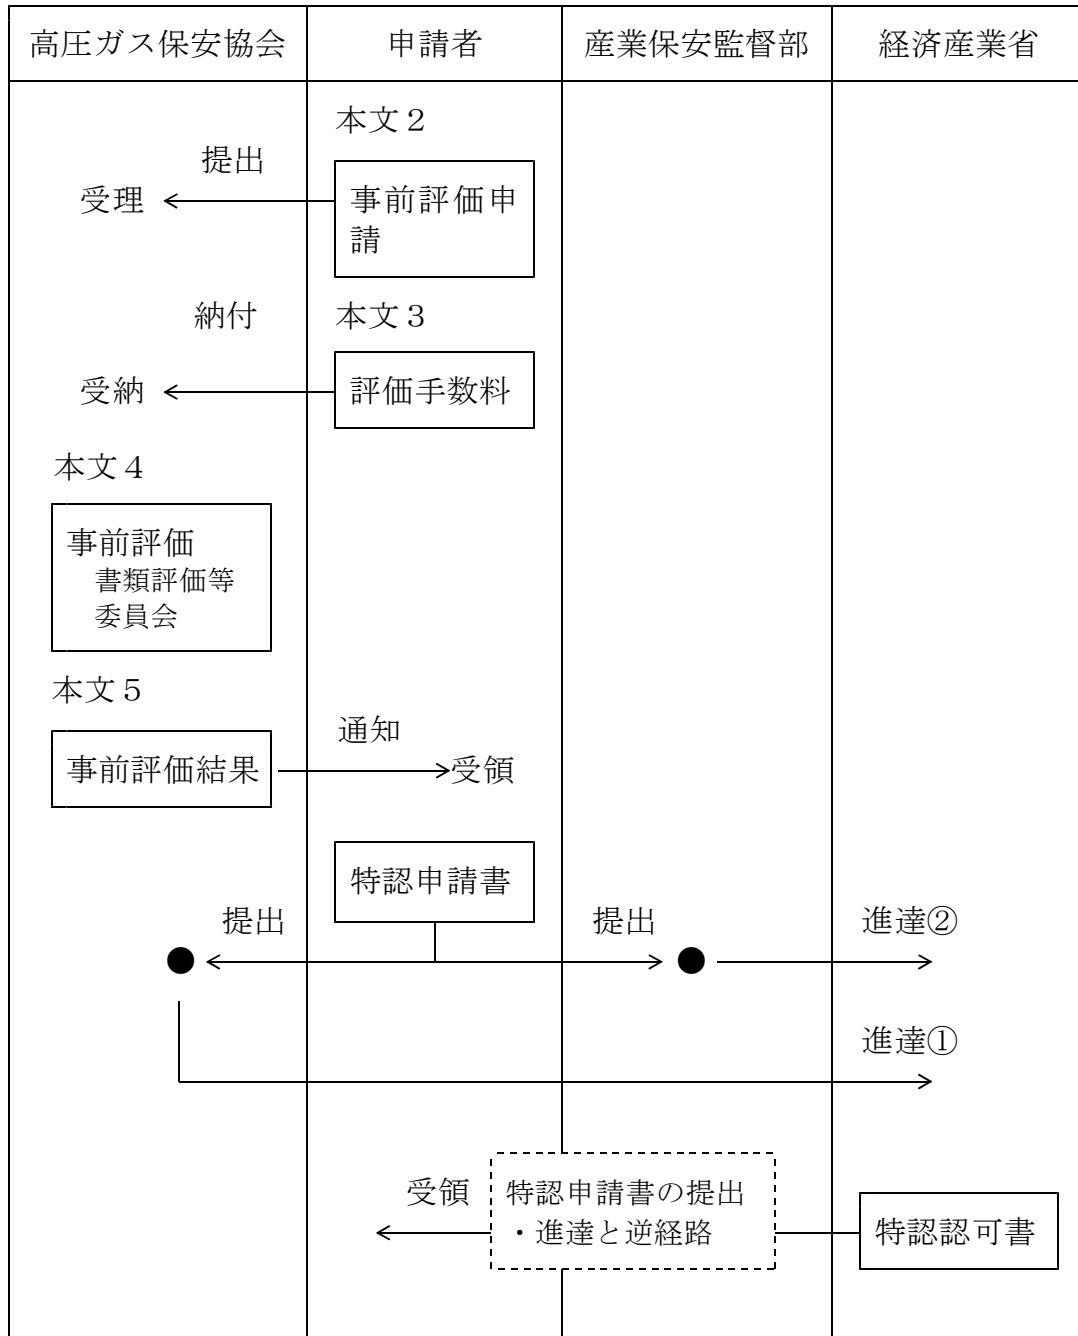 高圧ガス保安協会
申請者
産業保安監督部
経済産業省
本文２
提出
受理
事前評価申
請
納付
本文３
受納
評価手数料
本文４
事前評価
書類評価等
委員会
本文５
通知
事前評価結果
受領
特認申請書
提出
提出
進達②
進達①
受領
特認申請書の提出
・進達と逆経路
特認認可書